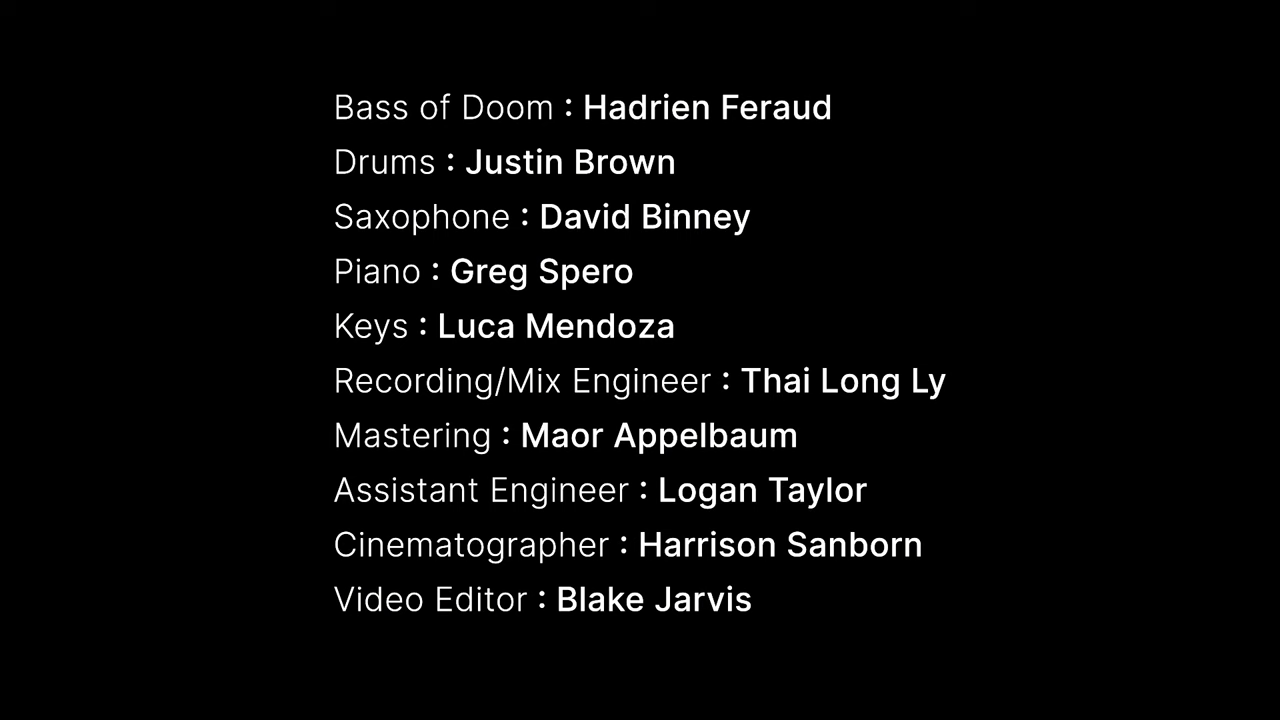 Bass of Doom : Hadrien Feraud
Drums : Justin Brown
Saxophone : David Binney
Piano : Greg Spero
Keys : Luca Mendoza
Recording/Mix Engineer : Thai Long Ly
Mastering : Maor Appelbaum
Assistant Engineer : Logan Taylor
Cinematographer : Harrison Sanborn
Video Editor : Blake Jarvis